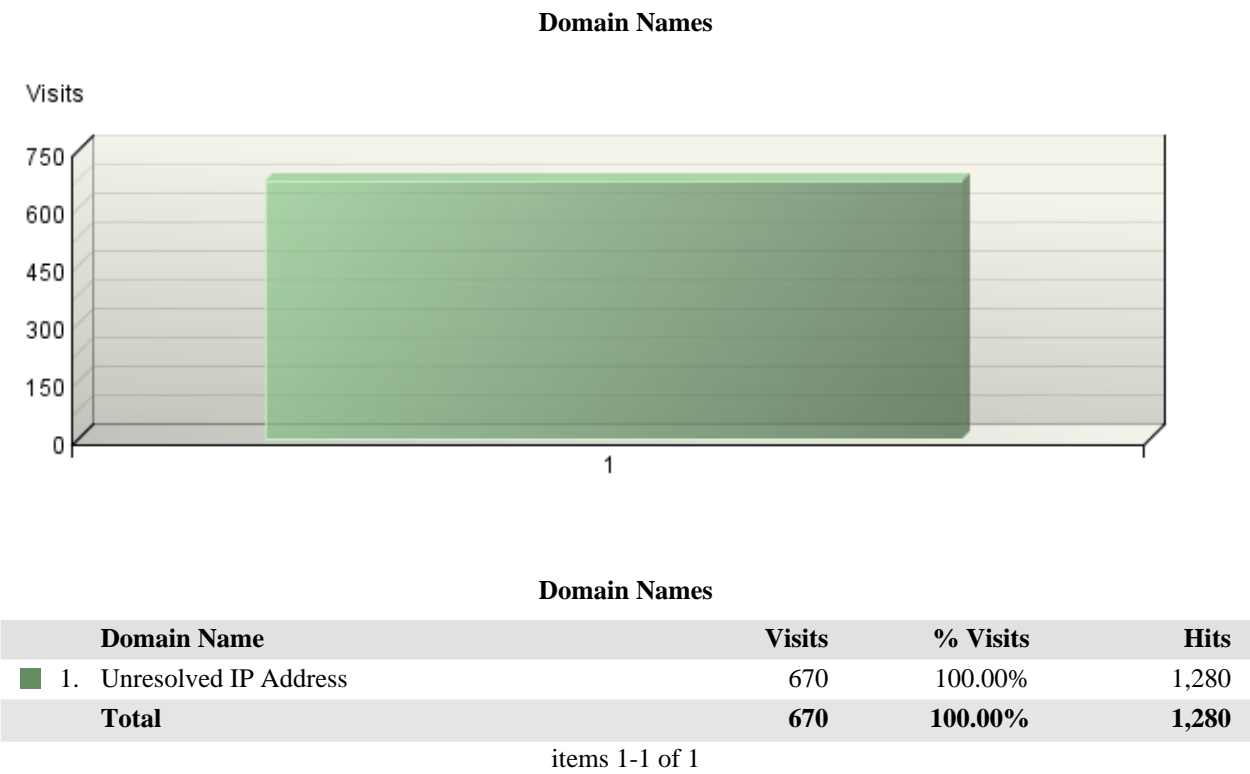 Domain Names
Visits
750
600
450
300
150
0
1
Domain Names
Domain Name Visits % Visits Hits
1. Unresolved IP Address 670 100.00% 1,280
Total 670 100.00% 1,280
items 1-1 of 1